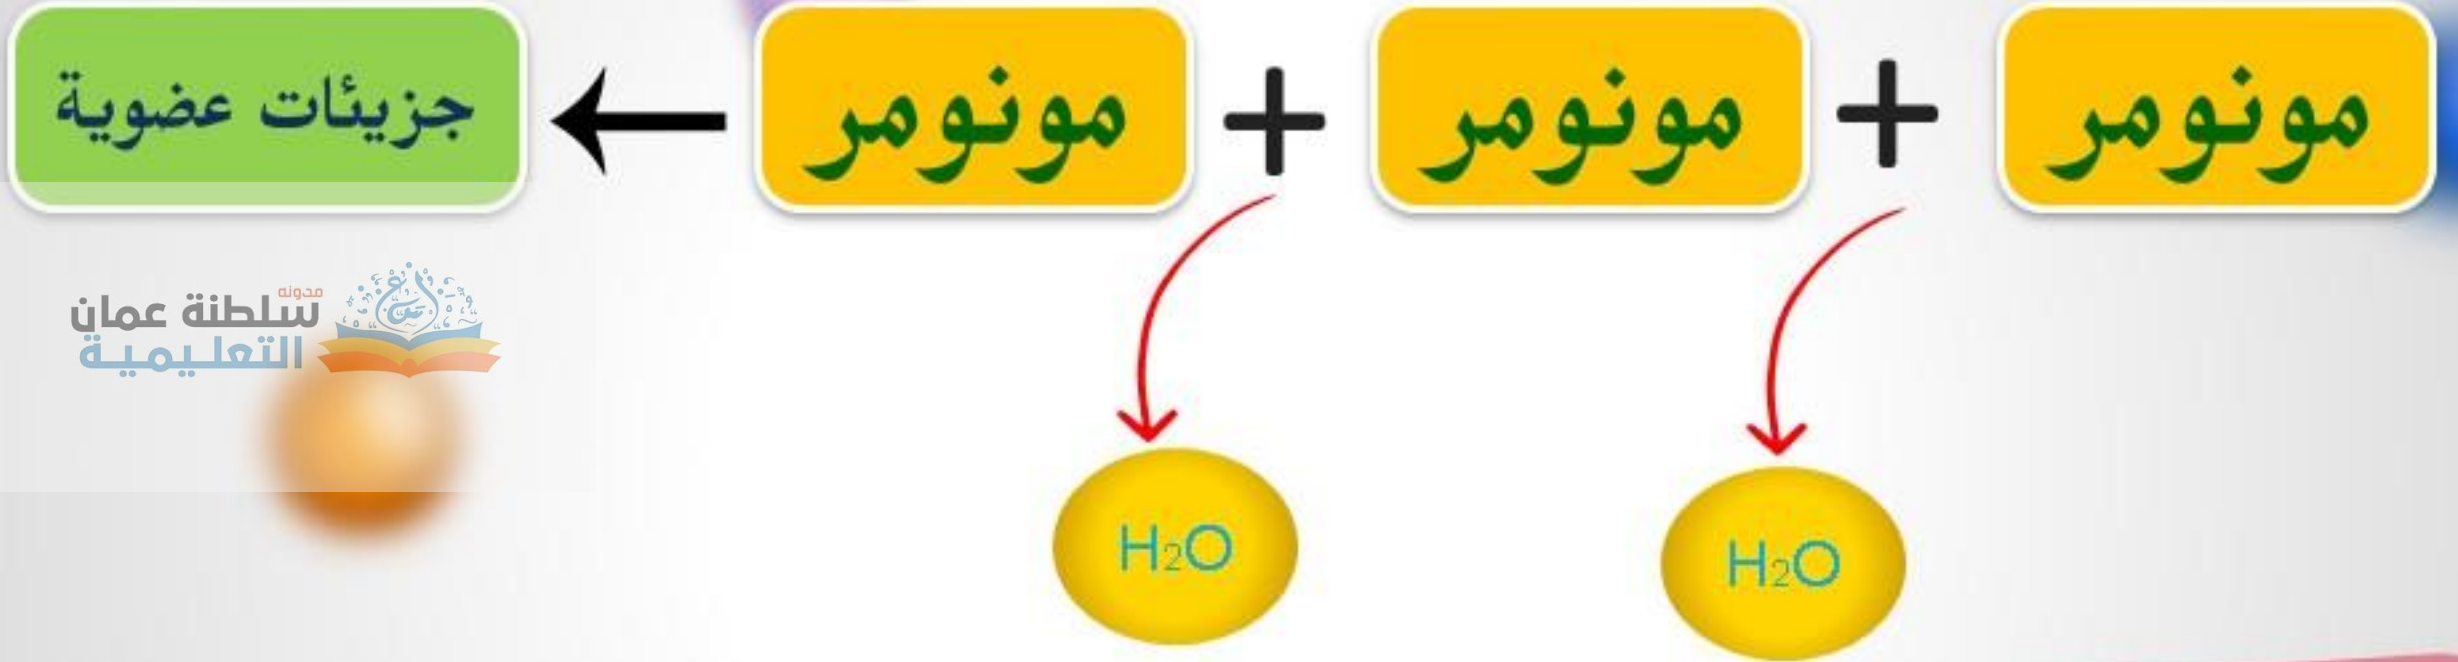 مونومر + مونومر + مونومر ← جزيئات عضوية
مدونه
سلطنة عمان
التعليمية
H₂O
H₂O